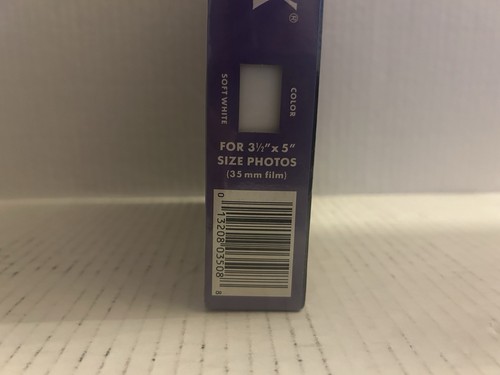 ®
SOFT WHITE
COLOR
FOR 3½" x 5"
SIZE PHOTOS
(35 mm film)
0 13208 03508 8